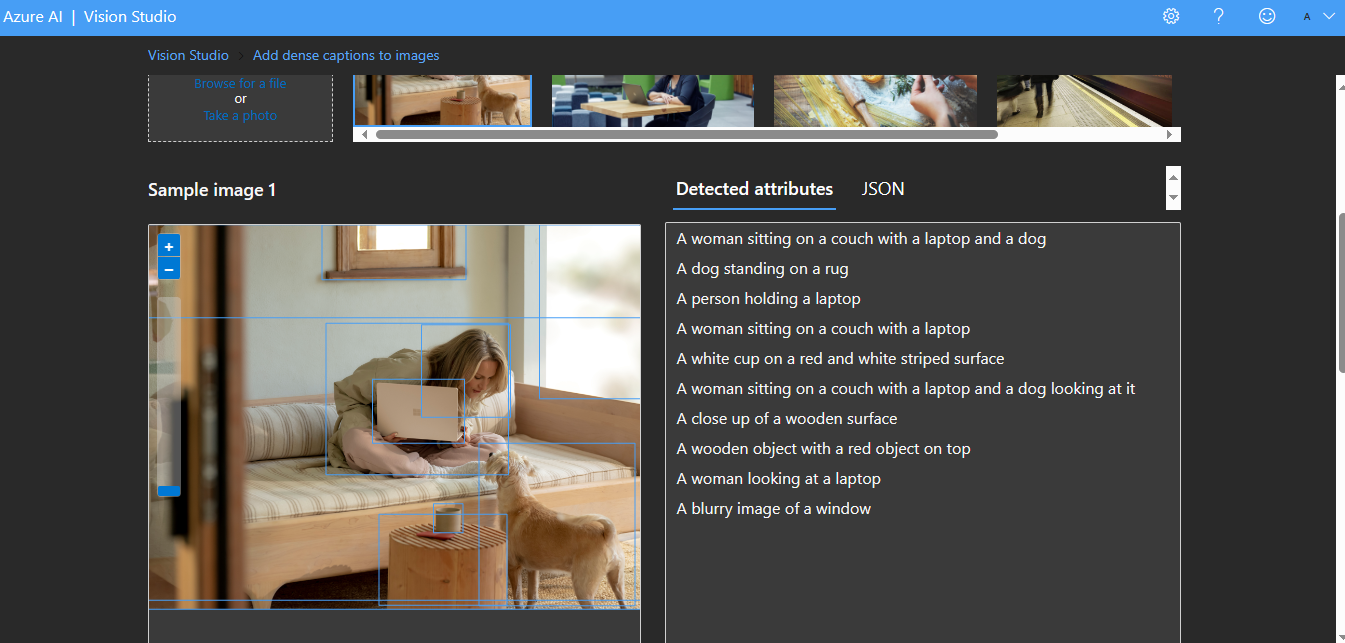 Azure AI | Vision Studio
A
Vision Studio > Add dense captions to images
Browse for a file
or
Take a photo
Sample image 1
Detected attributes JSON
+
−
A woman sitting on a couch with a laptop and a dog
A dog standing on a rug
A person holding a laptop
A woman sitting on a couch with a laptop
A white cup on a red and white striped surface
A woman sitting on a couch with a laptop and a dog looking at it
A close up of a wooden surface
A wooden object with a red object on top
A woman looking at a laptop
A blurry image of a window